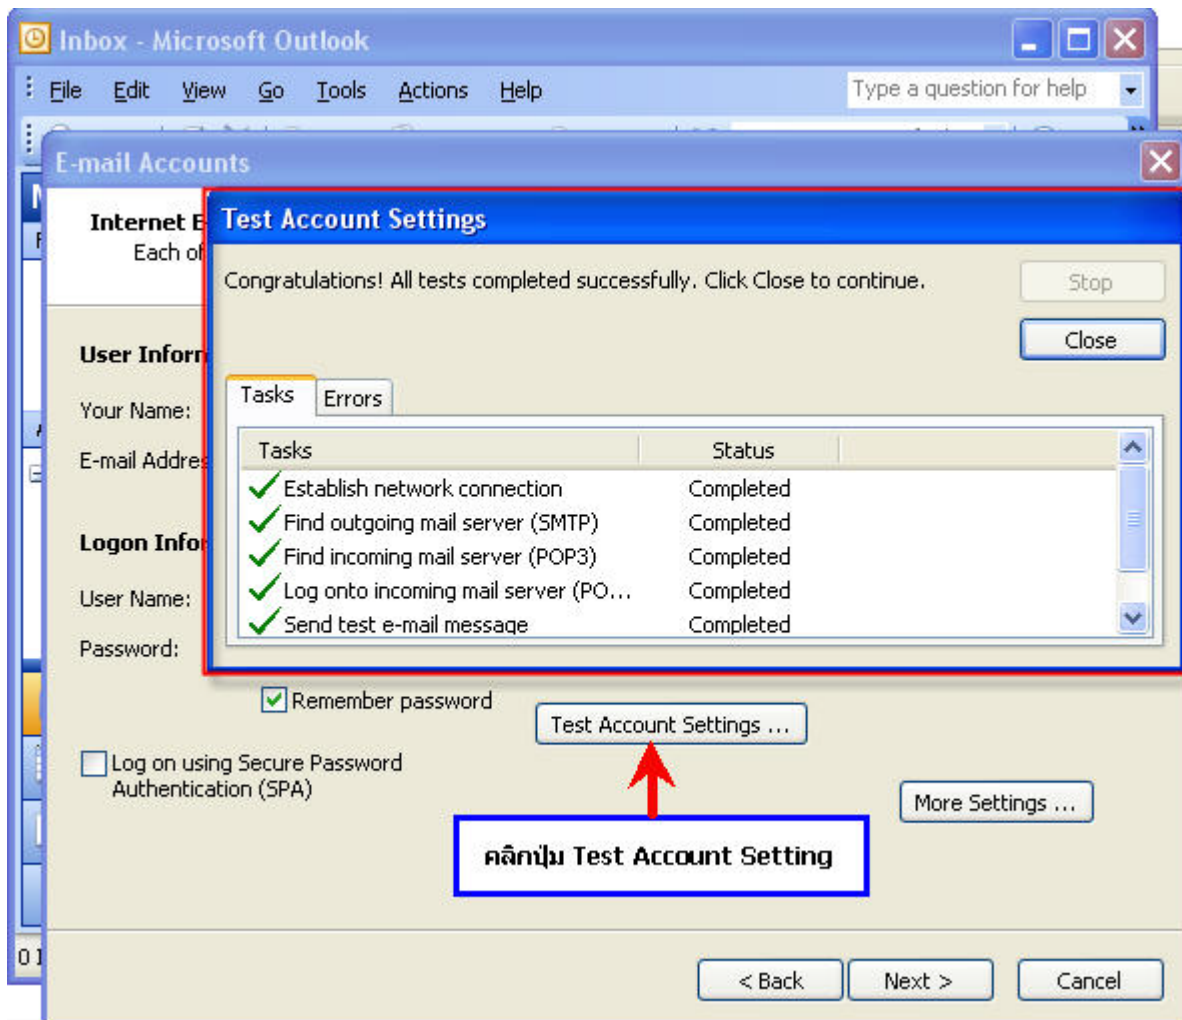 Inbox - Microsoft Outlook
File Edit View Go Tools Actions Help Type a question for help
E-mail Accounts
Internet E
Each of
Test Account Settings
Congratulations! All tests completed successfully. Click Close to continue.
Stop
Close
User Inform
Your Name:
E-mail Addres
Logon Infor
User Name:
Password:
Tasks Errors
Tasks Status
Establish network connection Completed
Find outgoing mail server (SMTP) Completed
Find incoming mail server (POP3) Completed
Log onto incoming mail server (PO... Completed
Send test e-mail message Completed
Remember password
Test Account Settings ...
Log on using Secure Password
Authentication (SPA)
More Settings ...
คลิกปุ่ม Test Account Setting
< Back Next > Cancel